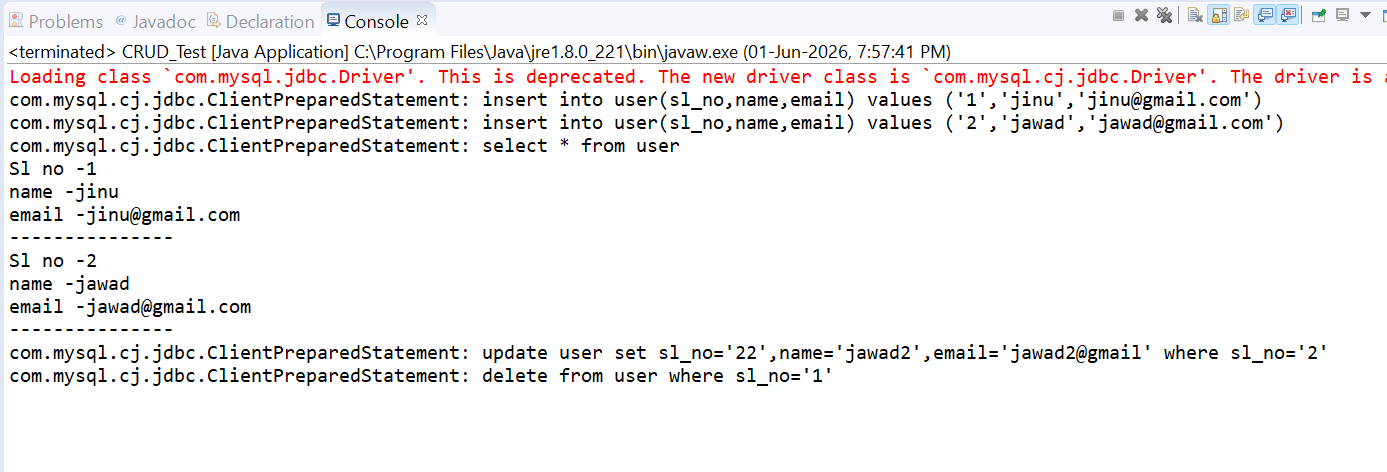 Problems @ Javadoc Declaration Console
<terminated> CRUD_Test [Java Application] C:\Program Files\Java\jre1.8.0_221\bin\javaw.exe (01-Jun-2026, 7:57:41 PM)
Loading class `com.mysql.jdbc.Driver'. This is deprecated. The new driver class is `com.mysql.cj.jdbc.Driver'. The driver is a
com.mysql.cj.jdbc.ClientPreparedStatement: insert into user(sl_no,name,email) values ('1','jinu','jinu@gmail.com')
com.mysql.cj.jdbc.ClientPreparedStatement: insert into user(sl_no,name,email) values ('2','jawad','jawad@gmail.com')
com.mysql.cj.jdbc.ClientPreparedStatement: select * from user
Sl no -1
name -jinu
email -jinu@gmail.com
---------------
Sl no -2
name -jawad
email -jawad@gmail.com
---------------
com.mysql.cj.jdbc.ClientPreparedStatement: update user set sl_no='22',name='jawad2',email='jawad2@gmail' where sl_no='2'
com.mysql.cj.jdbc.ClientPreparedStatement: delete from user where sl_no='1'